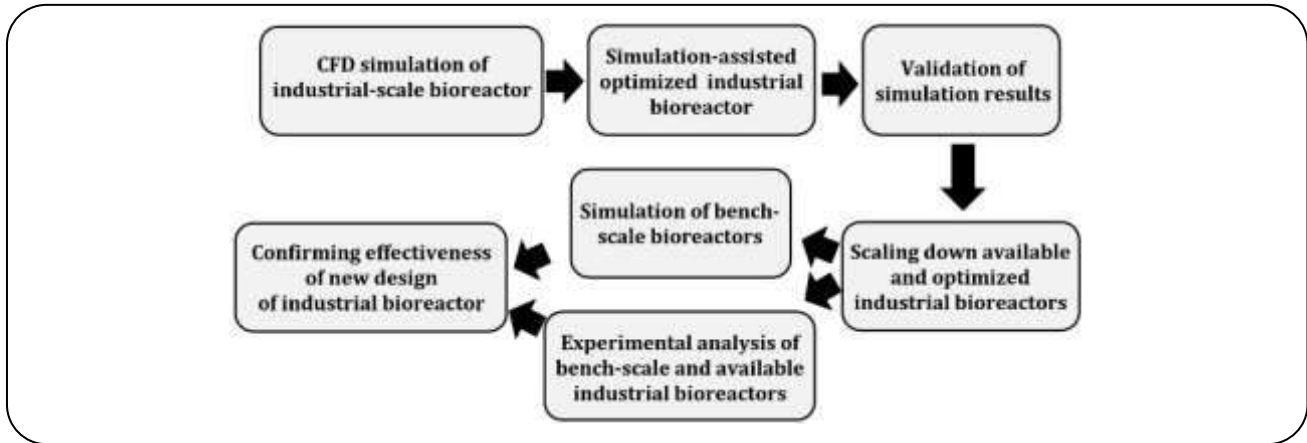 CFD simulation of
industrial-scale bioreactor
Simulation-assisted
optimized industrial
bioreactor
Validation of
simulation results
Scaling down available
and optimized
industrial bioreactors
Simulation of bench-
scale bioreactors
Experimental analysis of
bench-scale and available
industrial bioreactors
Confirming effectiveness
of new design
of industrial bioreactor